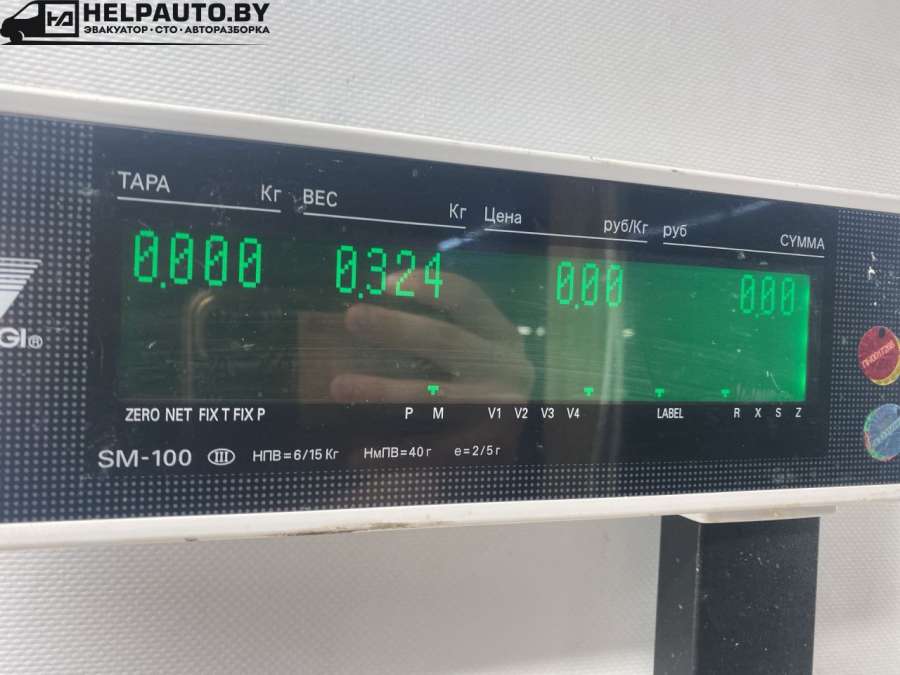 HELPAUTO.BY
ЭВАКУАТОР · СТО · АВТОРАЗБОРКА
ТАРА Кг ВЕС Кг Цена руб/Кг руб СУММА
0.000 0.324 0.00 0.00
ZERO NET FIX T FIX P P M V1 V2 V3 V4 LABEL R X S Z
GI®
SM-100 III НПВ=6/15 Кг НмПВ=40 г e=2/5 г